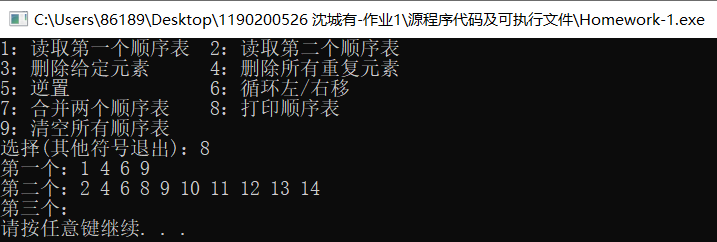 C:\Users\86189\Desktop\1190200526 沈城有-作业1\源程序代码及可执行文件\Homework-1.exe
1: 读取第一个顺序表 2: 读取第二个顺序表
3: 删除给定元素 4: 删除所有重复元素
5: 逆置 6: 循环左/右移
7: 合并两个顺序表 8: 打印顺序表
9: 清空所有顺序表
选择(其他符号退出): 8
第一个: 1 4 6 9
第二个: 2 4 6 8 9 10 11 12 13 14
第三个:
请按任意键继续. . .